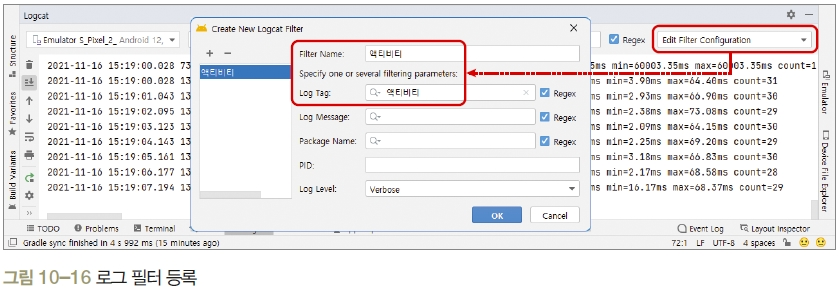 Logcat
Emulator S_Pixel_2_ Android 12,
Regex
Edit Filter Configuration
Create New Logcat Filter
액티비티
Filter Name: 액티비티
Specify one or several filtering parameters:
Log Tag: 액티비티 Regex
Log Message: Regex
Package Name: Regex
PID:
Log Level: Verbose
OK Cancel
2021-11-16 15:19:00.028 73
2021-11-16 15:19:00.028 7
2021-11-16 15:19:01.043 13
2021-11-16 15:19:02.095 13
2021-11-16 15:19:03.123 13
2021-11-16 15:19:04.143 13
2021-11-16 15:19:05.161 13
2021-11-16 15:19:06.177 13
2021-11-16 15:19:07.194 13
ms min=60003.35ms max=60003.35ms count=1
ms min=3.90ms max=64.40ms count=31
ms min=2.93ms max=66.90ms count=30
ms min=2.38ms max=73.08ms count=29
ms min=2.09ms max=64.15ms count=30
ms min=2.25ms max=69.20ms count=29
ms min=3.18ms max=66.83ms count=30
ms min=2.17ms max=68.58ms count=28
ms min=16.17ms max=68.37ms count=29
Structure
Favorites
Build Variants
Emulator
Device File Explorer
TODO Problems Terminal Event Log Layout Inspector
Gradle sync finished in 4 s 992 ms (15 minutes ago) 72:1 LF UTF-8 4 spaces
그림 10-16 로그 필터 등록